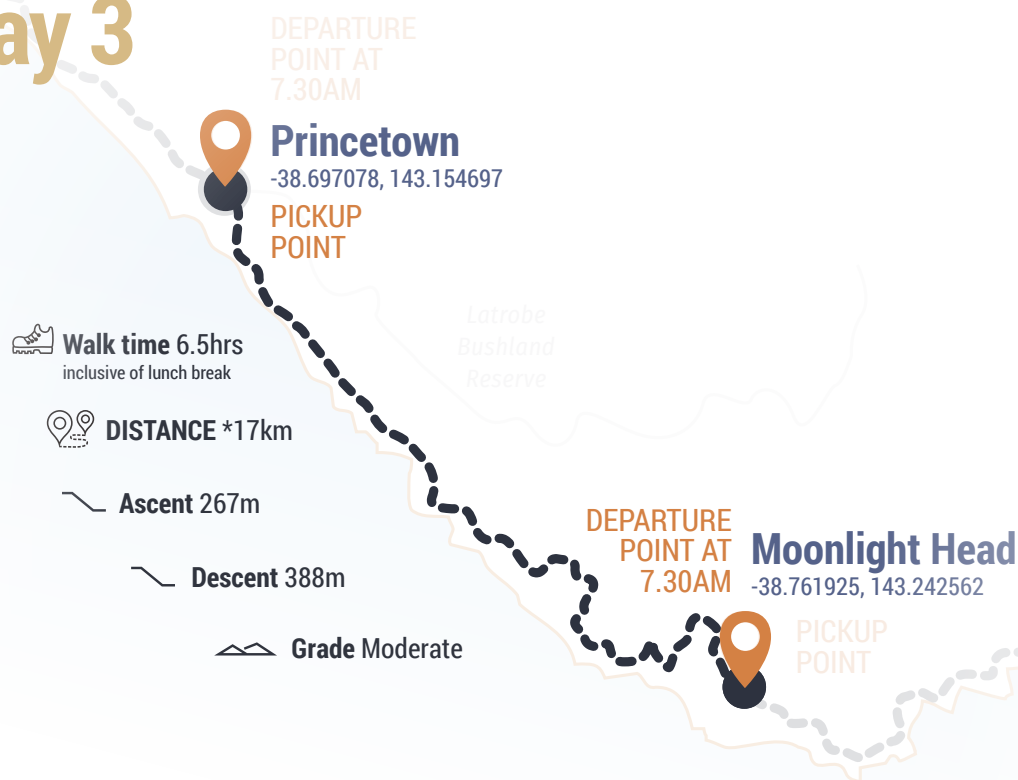 ay 3
DEPARTURE
POINT AT
7.30AM
Princetown
-38.697078, 143.154697
PICKUP
POINT
Latrobe
Bushland
Reserve
Walk time 6.5hrs
inclusive of lunch break
DISTANCE *17km
Ascent 267m
Descent 388m
Grade Moderate
DEPARTURE
POINT AT
7.30AM
Moonlight Head
-38.761925, 143.242562
PICKUP
POINT